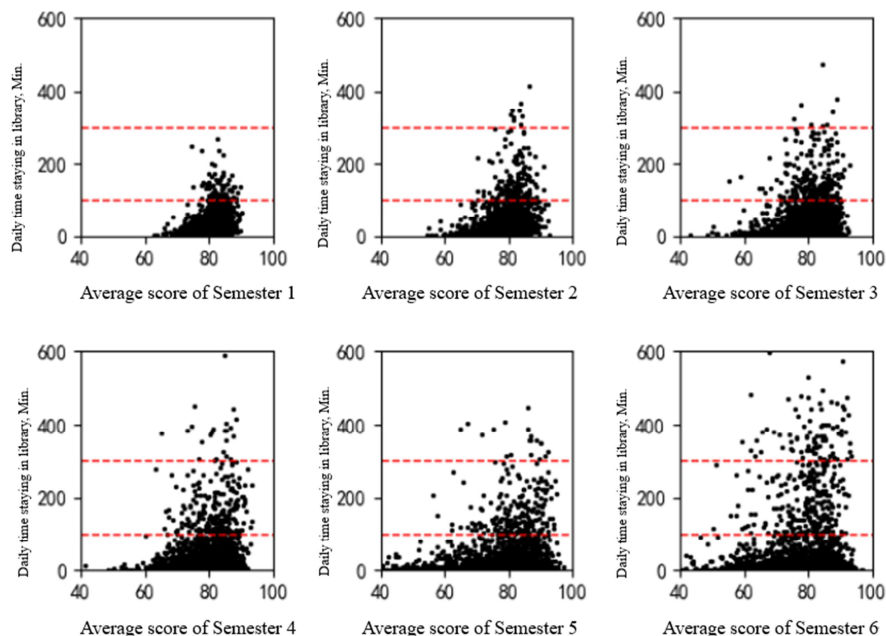 600
400
200
0
40 60 80 100
Daily time staying in library, Min.
Average score of Semester 1
600
400
200
0
40 60 80 100
Daily time staying in library, Min.
Average score of Semester 2
600
400
200
0
40 60 80 100
Daily time staying in library, Min.
Average score of Semester 3
600
400
200
0
40 60 80 100
Daily time staying in library, Min.
Average score of Semester 4
600
400
200
0
40 60 80 100
Daily time staying in library, Min.
Average score of Semester 5
600
400
200
0
40 60 80 100
Daily time staying in library, Min.
Average score of Semester 6